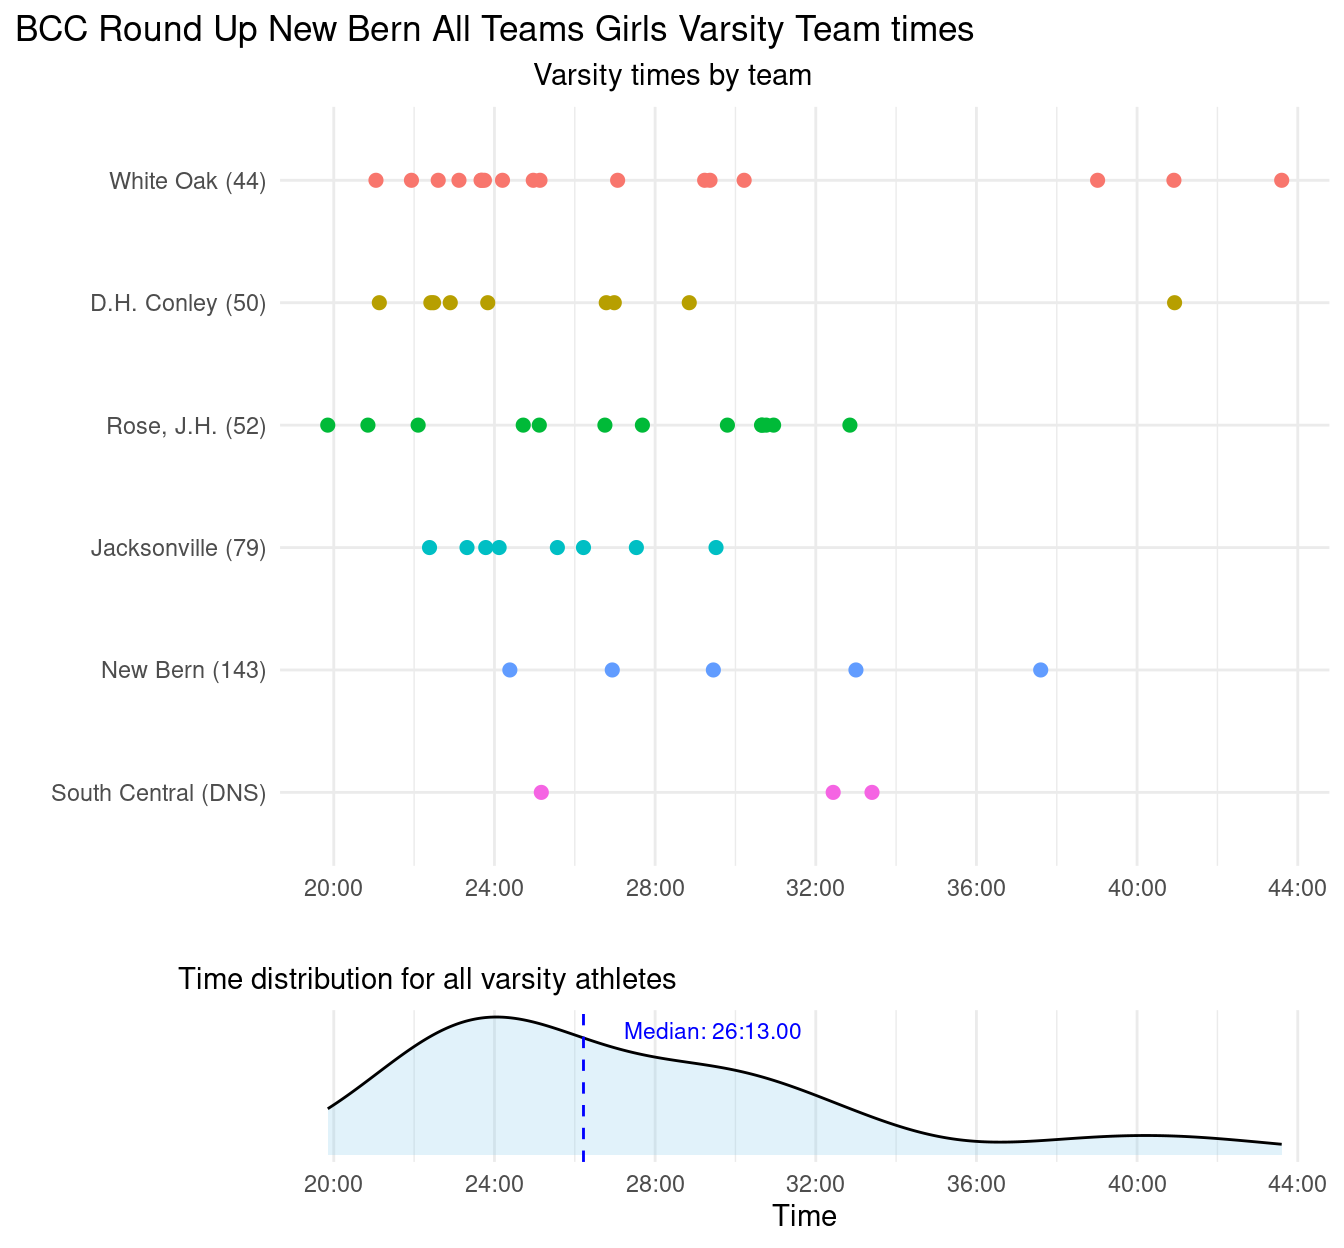 BCC Round Up New Bern All Teams Girls Varsity Team times
Varsity times by team
White Oak (44)
D.H. Conley (50)
Rose, J.H. (52)
Jacksonville (79)
New Bern (143)
South Central (DNS)
20:00 24:00 28:00 32:00 36:00 40:00 44:00
Time distribution for all varsity athletes
Median: 26:13.00
20:00 24:00 28:00 32:00 36:00 40:00 44:00
Time